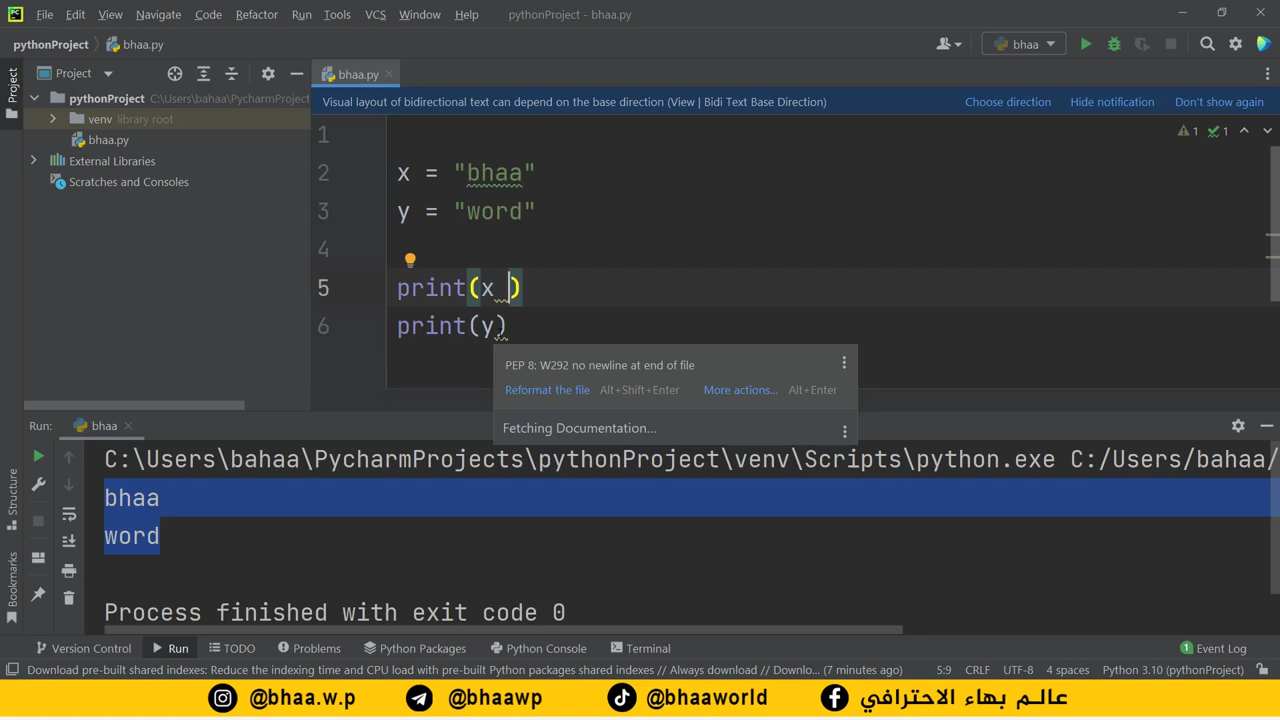 File Edit View Navigate Code Refactor Run Tools VCS Window Help pythonProject - bhaa.py
pythonProject bhaa.py bhaa
Project Project bhaa.py
pythonProject C:\Users\bahaa\PycharmProject
venv library root
bhaa.py
External Libraries
Scratches and Consoles
Visual layout of bidirectional text can depend on the base direction (View | Bidi Text Base Direction) Choose direction Hide notification Don't show again
1 1 1
2 x = "bhaa"
3 y = "word"
4
5 print(x )
6 print(y)
PEP 8: W292 no newline at end of file
Reformat the file Alt+Shift+Enter More actions... Alt+Enter
Fetching Documentation...
Run: bhaa
C:\Users\bahaa\PycharmProjects\pythonProject\venv\Scripts\python.exe C:/Users/bahaa/
bhaa
word
Process finished with exit code 0
Structure
Bookmarks
Version Control Run TODO Problems Python Packages Python Console Terminal 1 Event Log
Download pre-built shared indexes: Reduce the indexing time and CPU load with pre-built Python packages shared indexes // Always download // Downlo... (7 minutes ago) 5:9 CRLF UTF-8 4 spaces Python 3.10 (pythonProject)
@bhaa.w.p @bhaawp @bhaaworld عالم بهاء الاحترافي